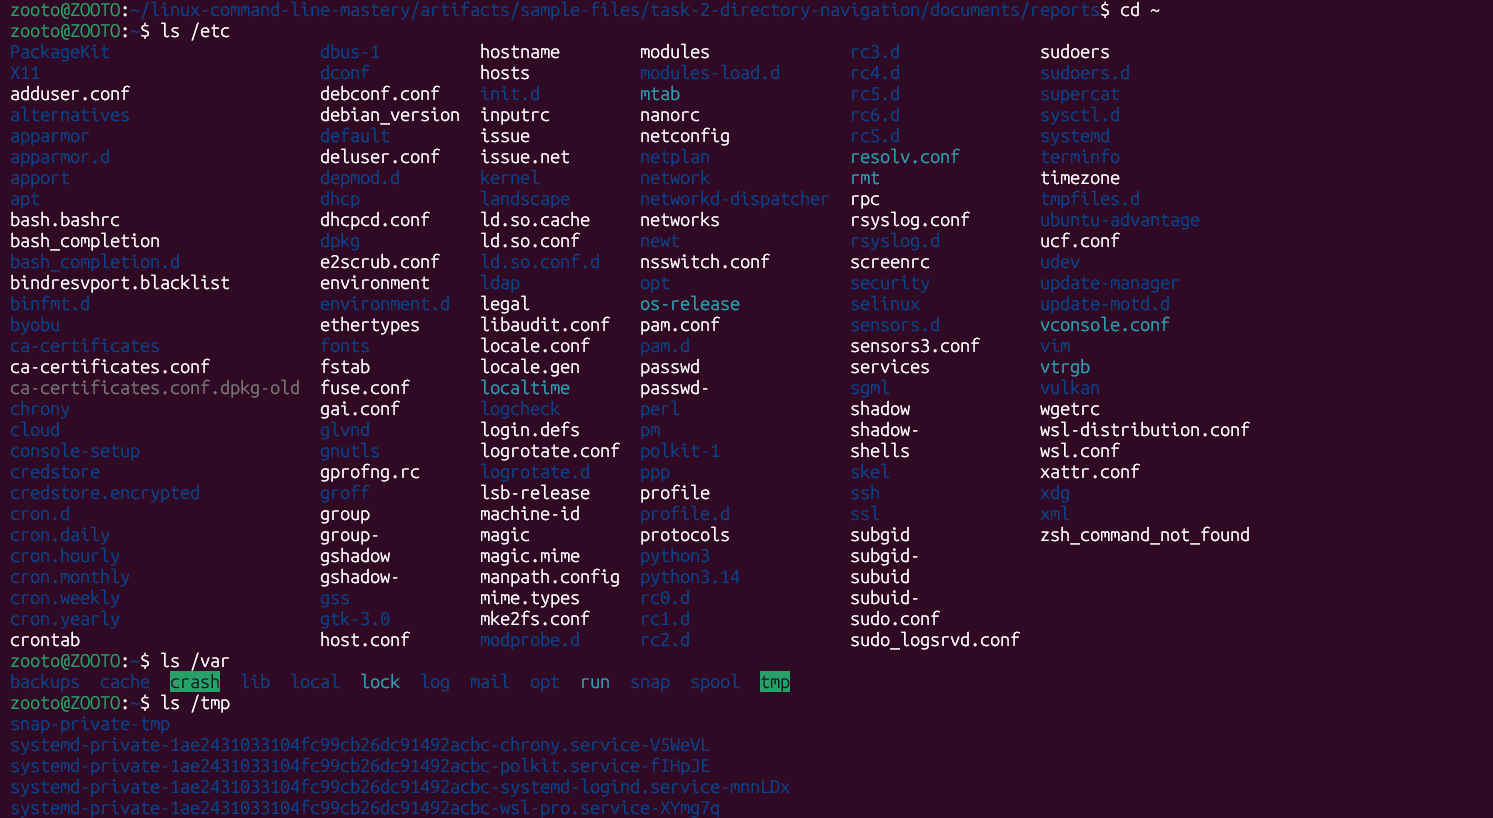 zooto@ZOOTO:~/linux-command-line-mastery/artifacts/sample-files/task-2-directory-navigation/documents/reports$ cd ~
zooto@ZOOTO:~$ ls /etc
PackageKit dbus-1 hostname modules rc3.d sudoers
X11 dconf hosts modules-load.d rc4.d sudoers.d
adduser.conf debconf.conf init.d mtab rc5.d supercat
alternatives debian_version inputrc nanorc rc6.d sysctl.d
apparmor default issue netconfig rcS.d systemd
apparmor.d deluser.conf issue.net netplan resolv.conf terminfo
apport depmod.d kernel network rmt timezone
apt dhcp landscape networkd-dispatcher rpc tmpfiles.d
bash.bashrc dhcpcd.conf ld.so.cache networks rsyslog.conf ubuntu-advantage
bash_completion dpkg ld.so.conf newt rsyslog.d ucf.conf
bash_completion.d e2scrub.conf ld.so.conf.d nsswitch.conf screenrc udev
bindresvport.blacklist environment ldap opt security update-manager
binfmt.d environment.d legal os-release selinux update-motd.d
byobu ethertypes libaudit.conf pam.conf sensors.d vconsole.conf
ca-certificates fonts locale.conf pam.d sensors3.conf vim
ca-certificates.conf fstab locale.gen passwd services vtrgb
ca-certificates.conf.dpkg-old fuse.conf localtime passwd- sgml vulkan
chrony gai.conf logcheck perl shadow wgetrc
cloud glvnd login.defs pm shadow- wsl-distribution.conf
console-setup gnutls logrotate.conf polkit-1 shells wsl.conf
credstore gprofng.rc logrotate.d ppp skel xattr.conf
credstore.encrypted groff lsb-release profile ssh xdg
cron.d group machine-id profile.d ssl xml
cron.daily group- magic protocols subgid zsh_command_not_found
cron.hourly gshadow magic.mime python3 subgid-
cron.monthly gshadow- manpath.config python3.14 subuid
cron.weekly gss mime.types rc0.d subuid-
cron.yearly gtk-3.0 mke2fs.conf rc1.d sudo.conf
crontab host.conf modprobe.d rc2.d sudo_logsrvd.conf
zooto@ZOOTO:~$ ls /var
backups cache crash lib local lock log mail opt run snap spool tmp
zooto@ZOOTO:~$ ls /tmp
snap-private-tmp
systemd-private-1ae2431033104fc99cb26dc91492acbc-chrony.service-V5WeVL
systemd-private-1ae2431033104fc99cb26dc91492acbc-polkit.service-fIHpJE
systemd-private-1ae2431033104fc99cb26dc91492acbc-systemd-logind.service-mnnLDx
systemd-private-1ae2431033104fc99cb26dc91492acbc-wsl-pro.service-XYmg7q